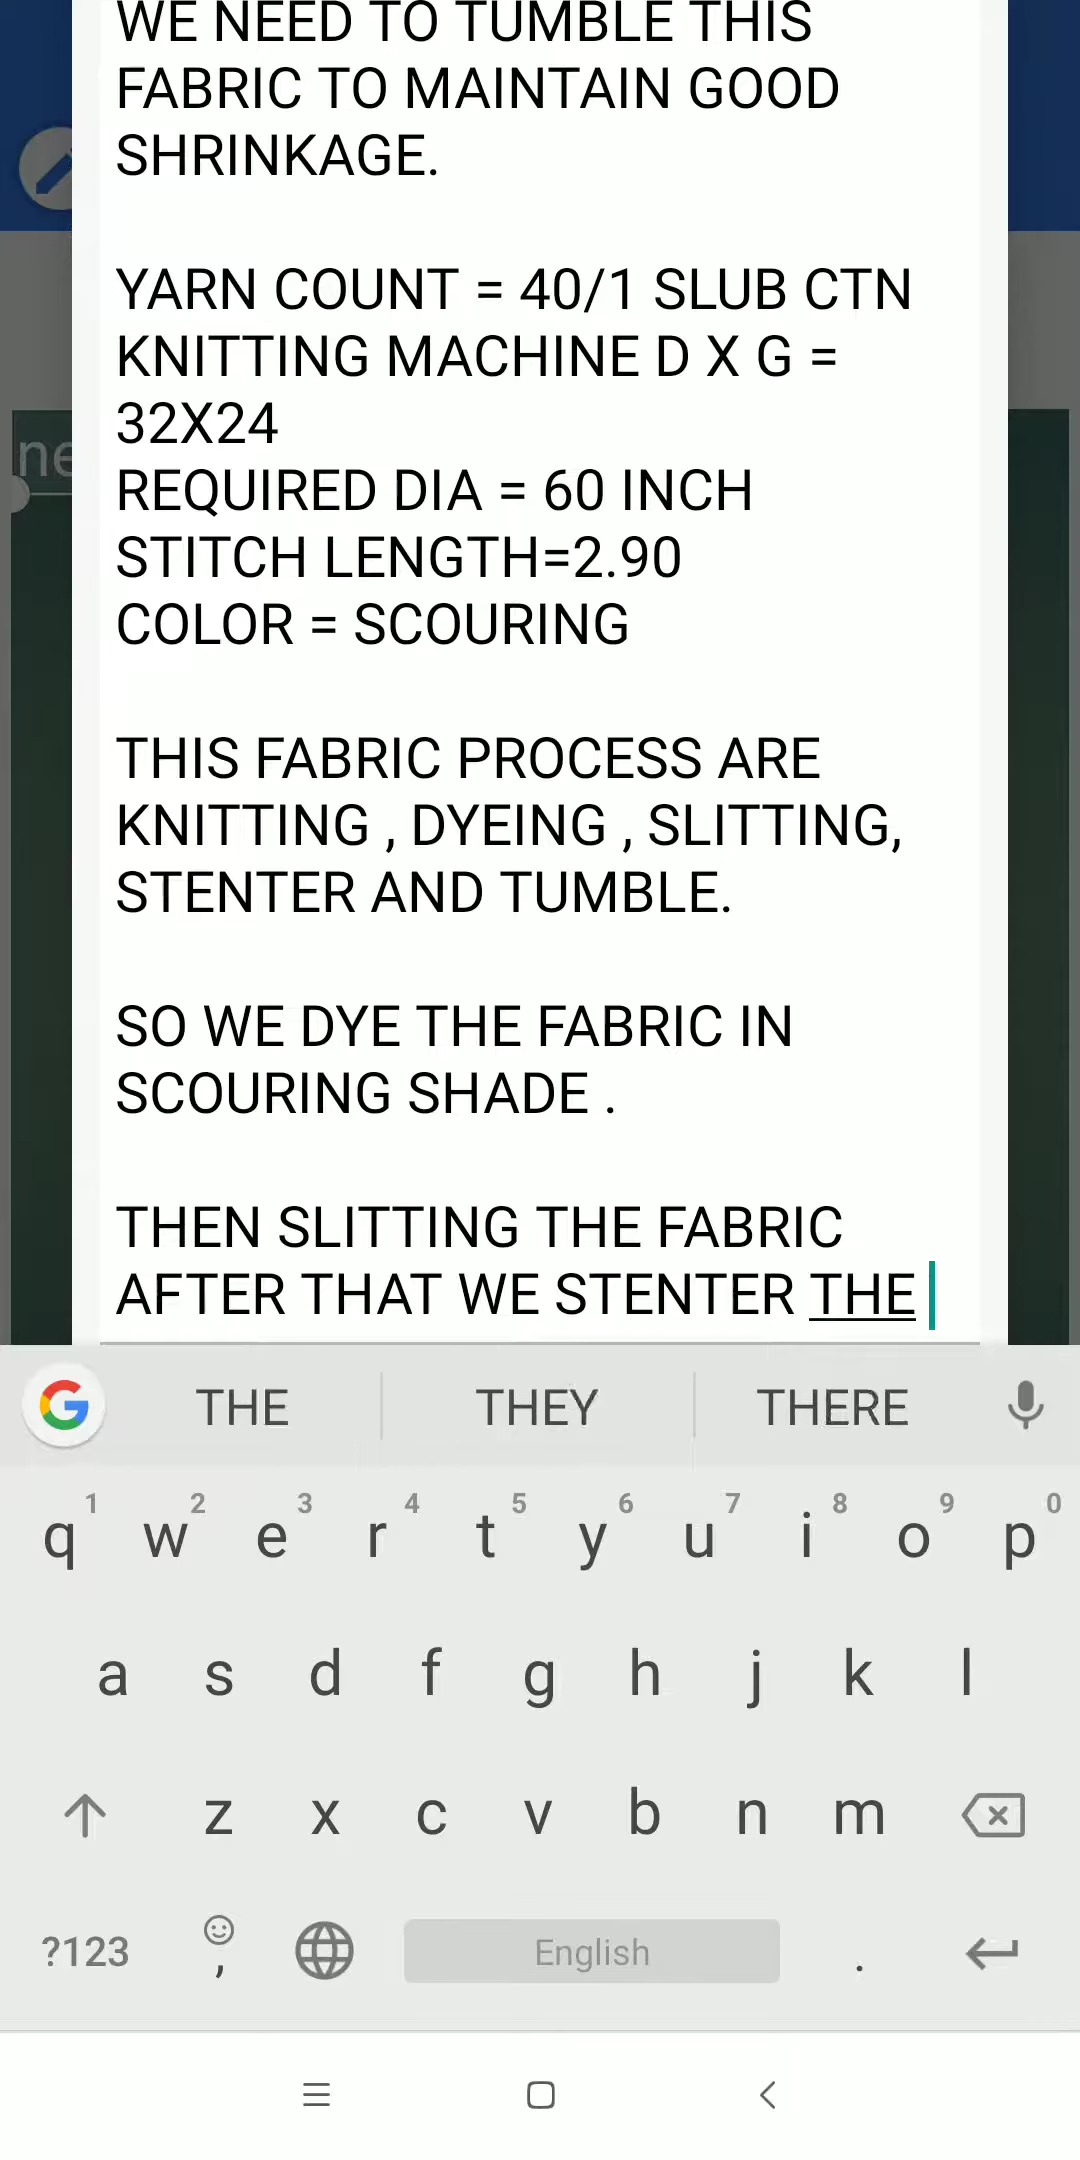 WE NEED TO TUMBLE THIS
FABRIC TO MAINTAIN GOOD
SHRINKAGE.
YARN COUNT = 40/1 SLUB CTN
KNITTING MACHINE D X G =
32X24
REQUIRED DIA = 60 INCH
STITCH LENGTH=2.90
COLOR = SCOURING
THIS FABRIC PROCESS ARE
KNITTING , DYEING , SLITTING,
STENTER AND TUMBLE.
SO WE DYE THE FABRIC IN
SCOURING SHADE .
THEN SLITTING THE FABRIC
AFTER THAT WE STENTER THE
ne
THE THEY THERE
1 2 3 4 5 6 7 8 9 0
q w e r t y u i o p
a s d f g h j k l
z x c v b n m
?123 , English .